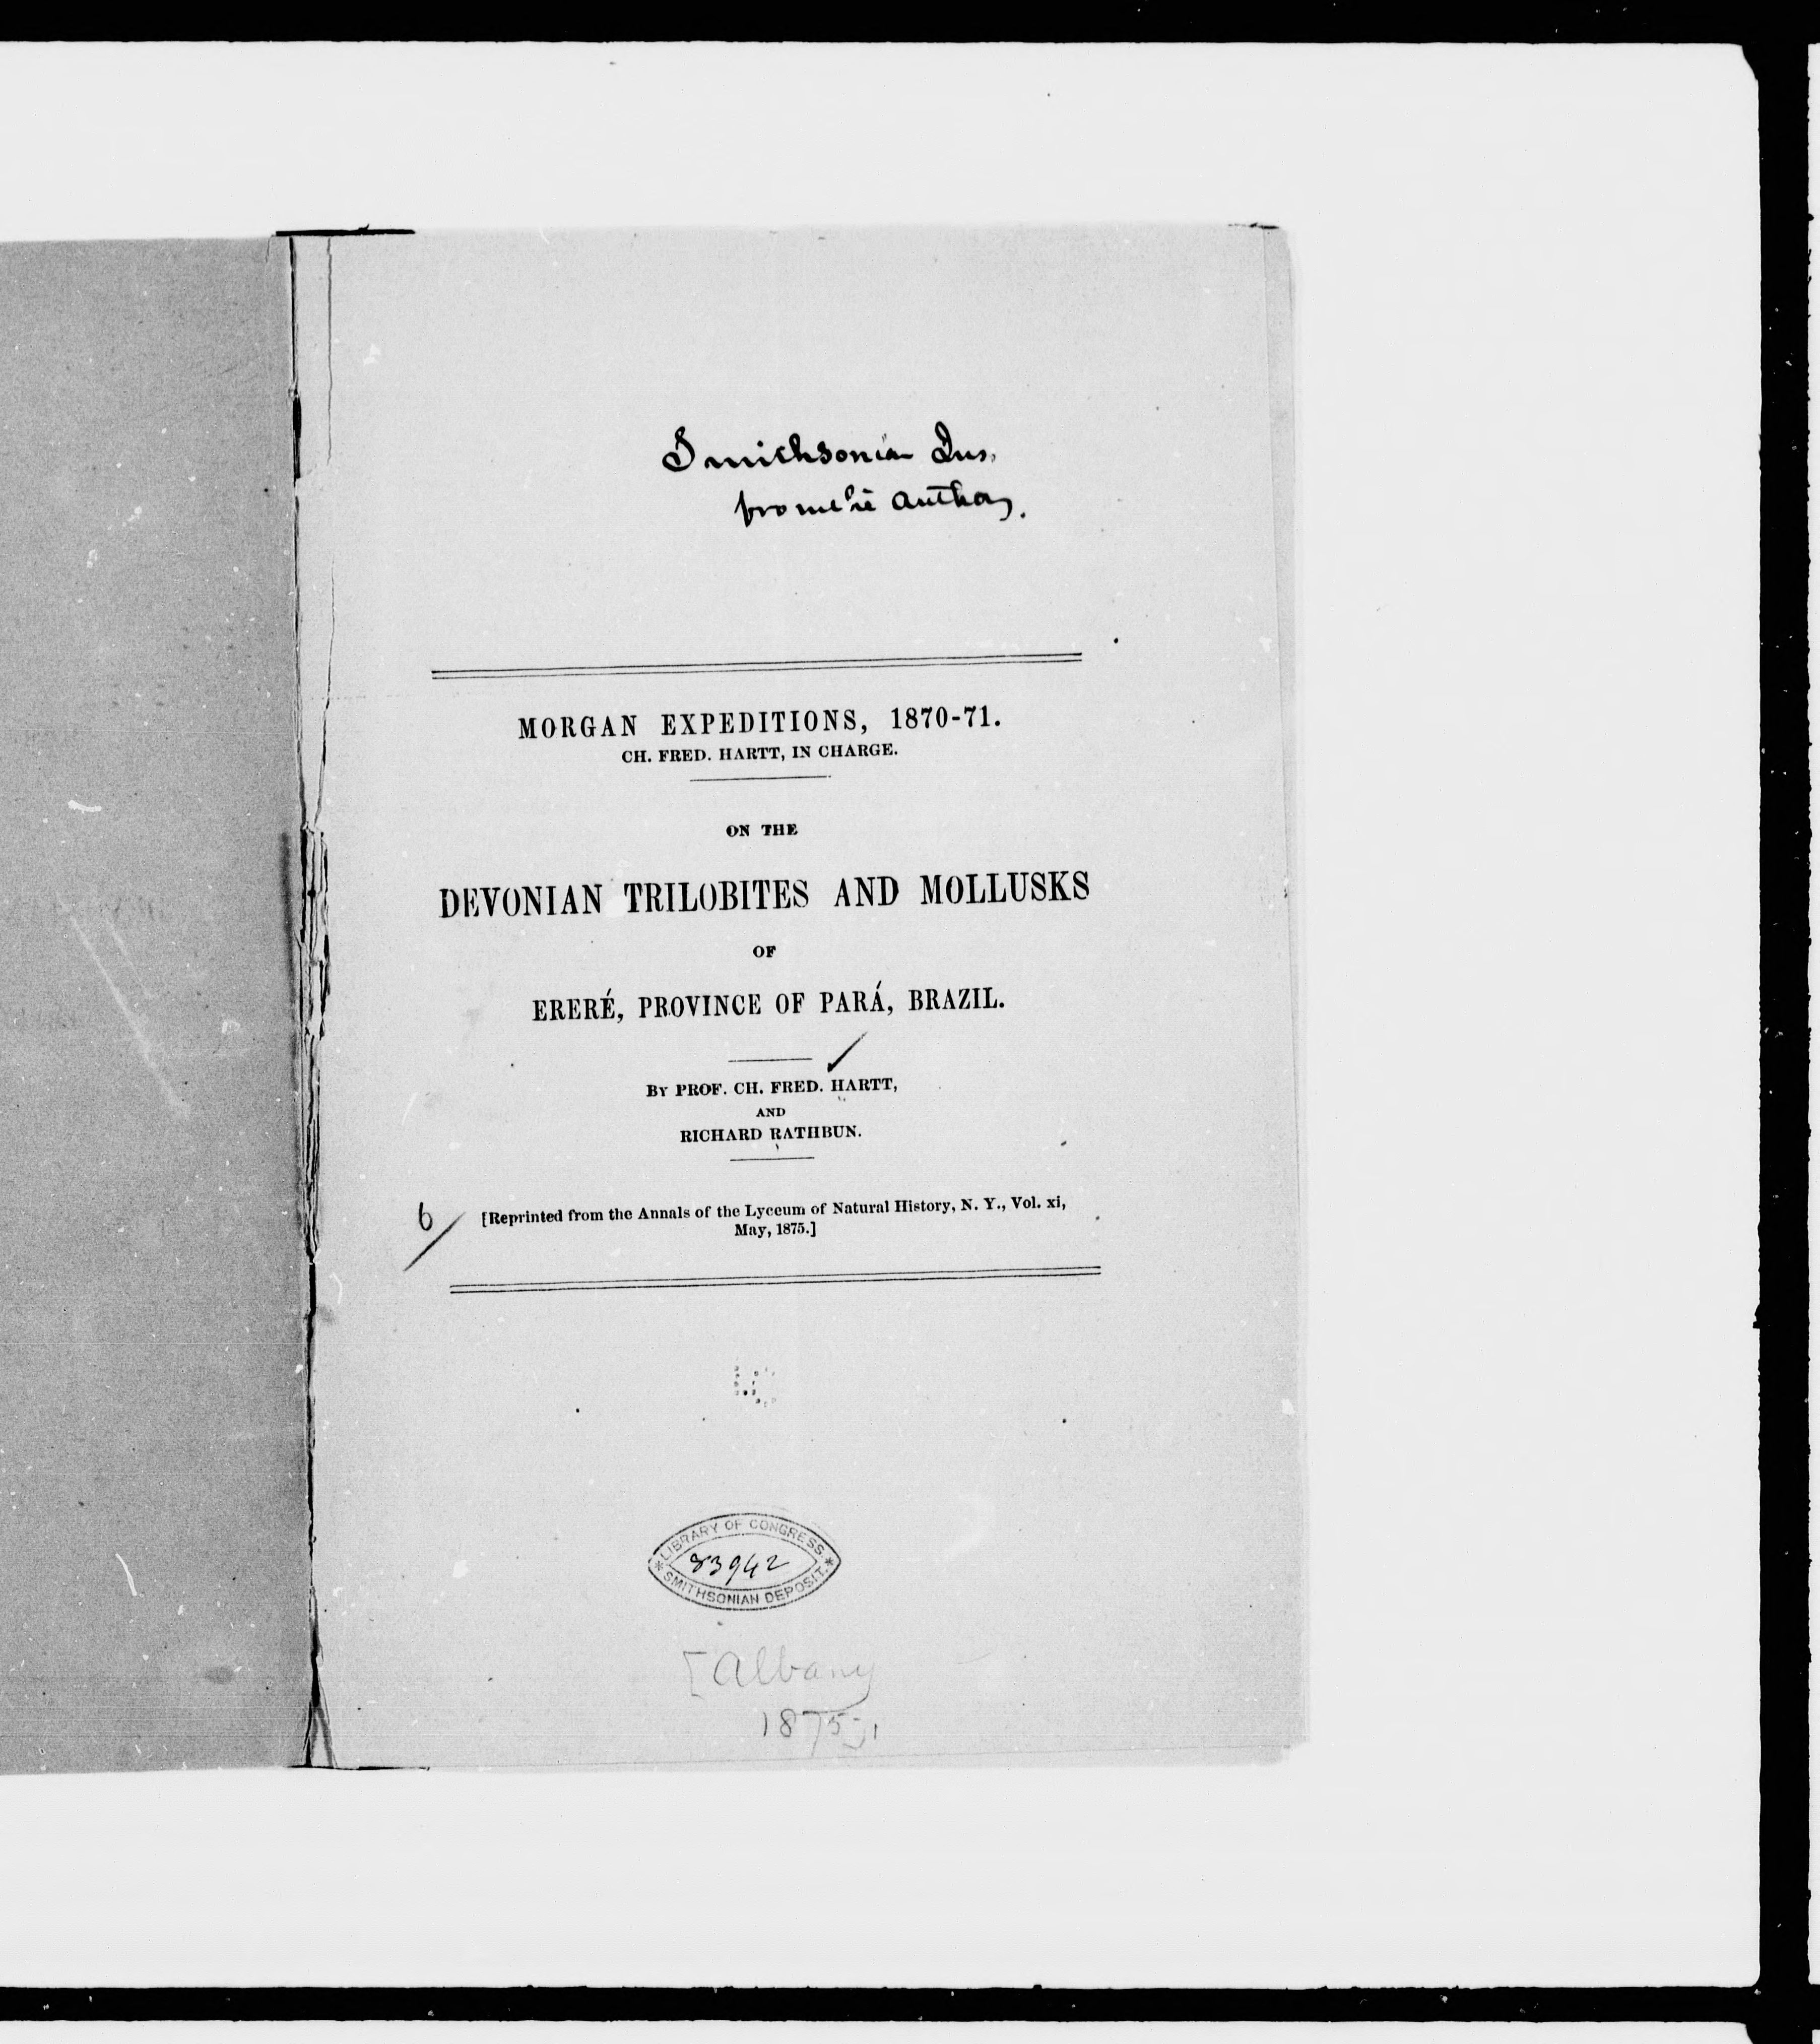 Smithsonian Ins.
from the author.
MORGAN EXPEDITIONS, 1870-71.
CH. FRED. HARTT, IN CHARGE.
ON THE
DEVONIAN TRILOBITES AND MOLLUSKS
OF
ERERÉ, PROVINCE OF PARÁ, BRAZIL.
BY PROF. CH. FRED. HARTT,
AND
RICHARD RATHBUN.
6
[Reprinted from the Annals of the Lyceum of Natural History, N. Y., Vol. xi,
May, 1875.]
LC
LIBRARY OF CONGRESS.
83942
* SMITHSONIAN DEPOSIT. *
[Albany
1875]